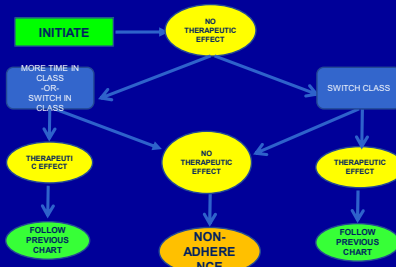 INITIATE
NO
THERAPEUTIC
EFFECT
MORE TIME IN
CLASS
-OR-
SWITCH IN
CLASS
SWITCH CLASS
THERAPEUTI
C EFFECT
NO
THERAPEUTIC
EFFECT
THERAPEUTIC
EFFECT
FOLLOW
PREVIOUS
CHART
NON-
ADHERE
NCE
FOLLOW
PREVIOUS
CHART